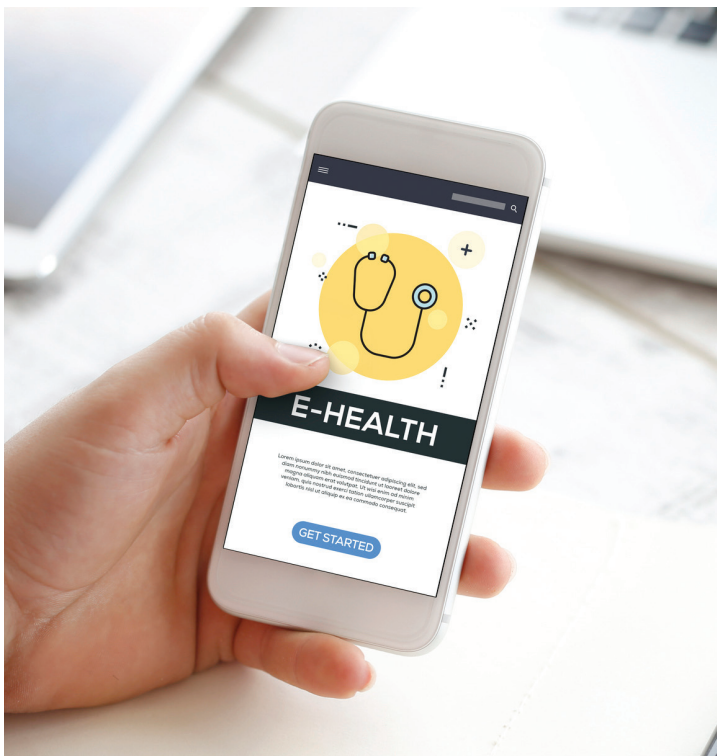 E-HEALTH
Lorem ipsum dolor sit amet, consectetuer adipiscing elit, sed
diam nonummy nibh euismod tincidunt ut laoreet dolore
magna aliquam erat volutpat. Ut wisi enim ad minim
veniam, quis nostrud exerci tation ullamcorper suscipit
lobortis nisl ut aliquip ex ea commodo consequat.
GET STARTED